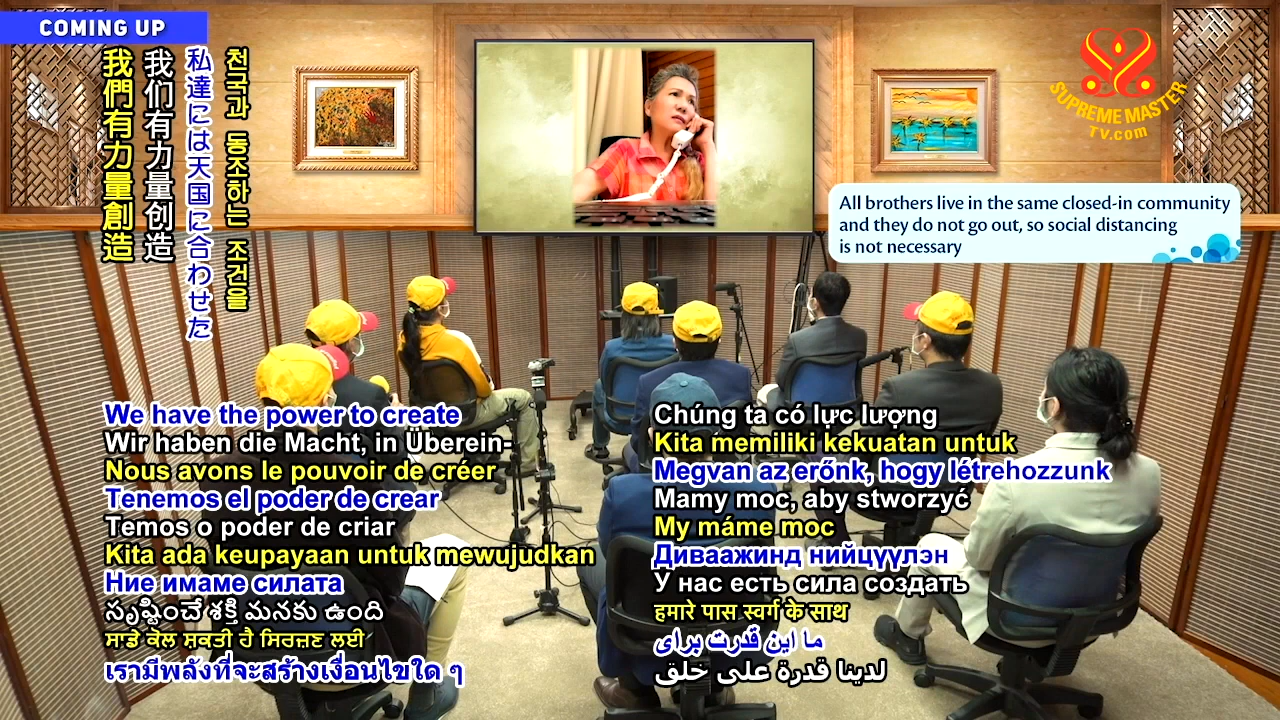 COMING UP
我們有力量創造
我们有力量创造
私達には天国に合わせた
천국과 동조하는 조건을
SUPREME MASTER
TV.com
All brothers live in the same closed-in community
and they do not go out, so social distancing
is not necessary
We have the power to create
Wir haben die Macht, in Überein-
Nous avons le pouvoir de créer
Tenemos el poder de crear
Temos o poder de criar
Kita ada keupayaan untuk mewujudkan
Ние имаме силата
సృష్టించే శక్తి మనకు ఉంది
ਸਾਡੇ ਕੋਲ ਸ਼ਕਤੀ ਹੈ ਸਿਰਜਣ ਲਈ
เรามีพลังที่จะสร้างเงื่อนไขใด ๆ
Chúng ta có lực lượng
Kita memiliki kekuatan untuk
Megvan az erőnk, hogy létrehozzunk
Mamy moc, aby stworzyć
My máme moc
Диваажинд нийцүүлэн
У нас есть сила создать
हमारे पास स्वर्ग के साथ
ما این قدرت برای
لدينا قدرة على خلق